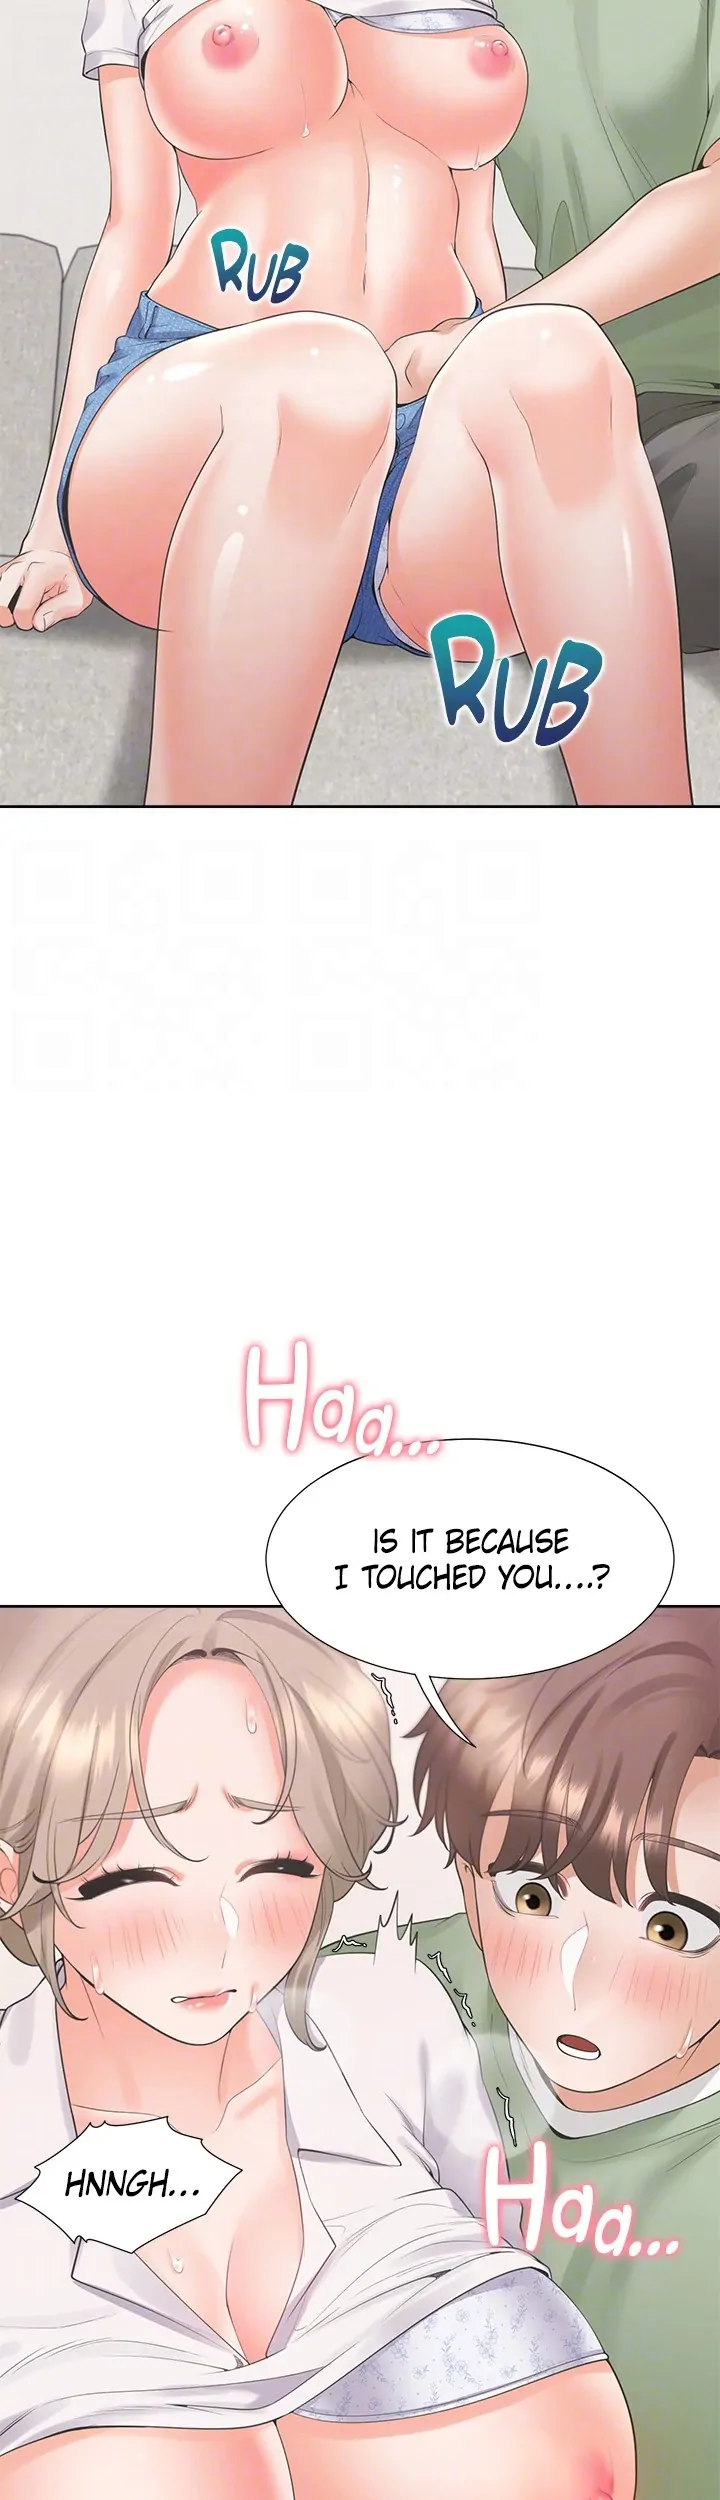 RUB
RUB
Haa...
IS IT BECAUSE
I TOUCHED YOU....?
HNNGH...
Haa...